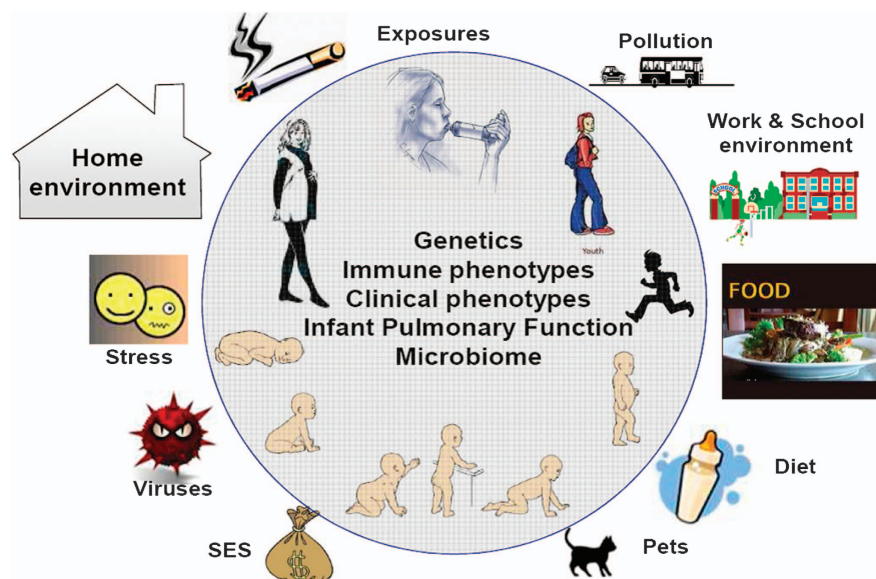 Exposures
Pollution
Home
environment
Work & School
environment
SCHOOL
Youth
Genetics
Immune phenotypes
Clinical phenotypes
Infant Pulmonary Function
Microbiome
FOOD
Stress
Viruses
Diet
SES
$
Pets